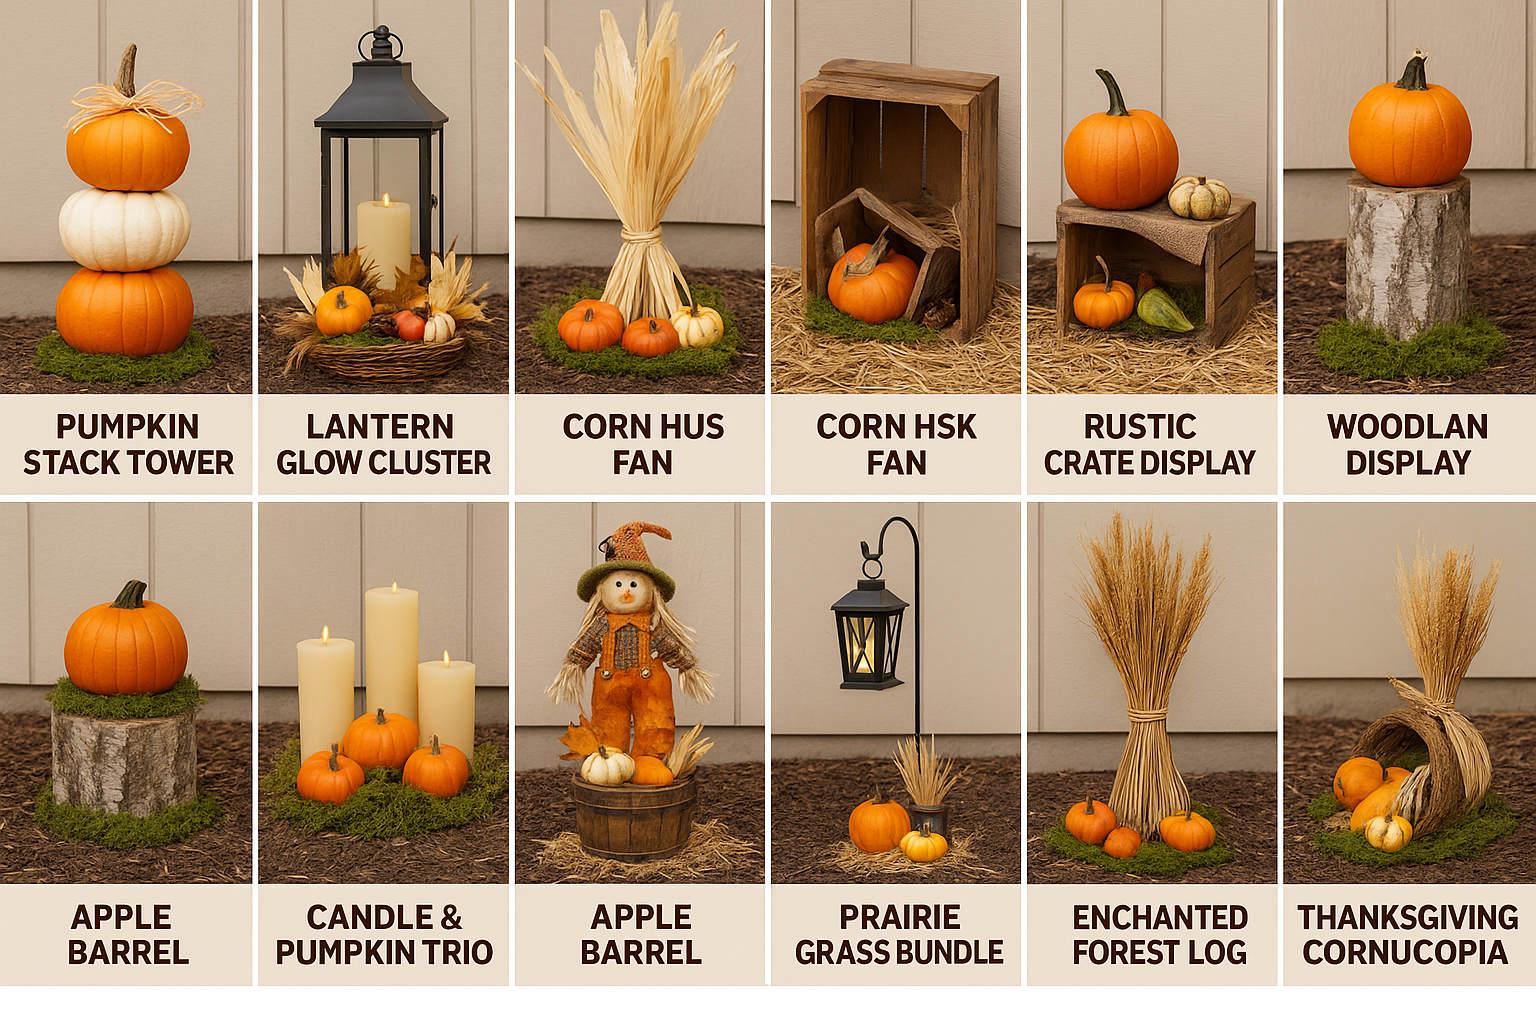 PUMPKIN
STACK TOWER
LANTERN
GLOW CLUSTER
CORN HUS
FAN
CORN HSK
FAN
RUSTIC
CRATE DISPLAY
WOODLAN
DISPLAY
APPLE
BARREL
CANDLE &
PUMPKIN TRIO
APPLE
BARREL
PRAIRIE
GRASS BUNDLE
ENCHANTED
FOREST LOG
THANKSGIVING
CORNUCOPIA